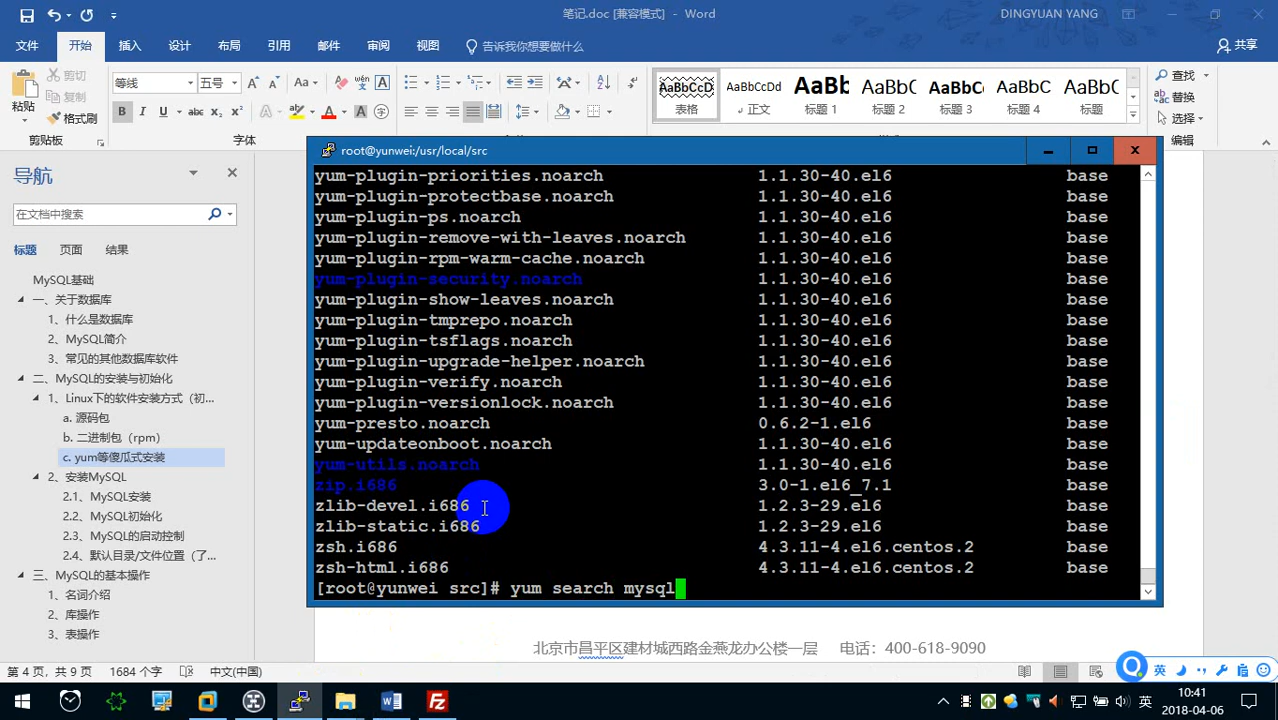 笔记.doc [兼容模式] - Word
DINGYUAN YANG
文件 开始 插入 设计 布局 引用 邮件 审阅 视图 告诉我你想要做什么 共享
粘贴
剪切
复制
格式刷
剪贴板
等线 五号
字体
AaBbCcD AaBbCcDd AaBb AaBbC AaBbC AaBbC AaBbC
表格 正文 标题 1 标题 2 标题 3 标题 4 标题
查找
替换
选择
编辑
导航
在文档中搜索
标题 页面 结果
MySQL基础
一、关于数据库
1、什么是数据库
2、MySQL简介
3、常见的其他数据库软件
二、MySQL的安装与初始化
1、Linux下的软件安装方式（初...
a. 源码包
b. 二进制包（rpm）
c. yum等傻瓜式安装
2、安装MySQL
2.1、MySQL安装
2.2、MySQL初始化
2.3、MySQL的启动控制
2.4、默认目录/文件位置（了...
三、MySQL的基本操作
1、名词介绍
2、库操作
3、表操作
root@yunwei:/usr/local/src
yum-plugin-priorities.noarch 1.1.30-40.el6 base
yum-plugin-protectbase.noarch 1.1.30-40.el6 base
yum-plugin-ps.noarch 1.1.30-40.el6 base
yum-plugin-remove-with-leaves.noarch 1.1.30-40.el6 base
yum-plugin-rpm-warm-cache.noarch 1.1.30-40.el6 base
yum-plugin-security.noarch 1.1.30-40.el6 base
yum-plugin-show-leaves.noarch 1.1.30-40.el6 base
yum-plugin-tmprepo.noarch 1.1.30-40.el6 base
yum-plugin-tsflags.noarch 1.1.30-40.el6 base
yum-plugin-upgrade-helper.noarch 1.1.30-40.el6 base
yum-plugin-verify.noarch 1.1.30-40.el6 base
yum-plugin-versionlock.noarch 1.1.30-40.el6 base
yum-presto.noarch 0.6.2-1.el6 base
yum-updateonboot.noarch 1.1.30-40.el6 base
yum-utils.noarch 1.1.30-40.el6 base
zip.i686 3.0-1.el6_7.1 base
zlib-devel.i686 1.2.3-29.el6 base
zlib-static.i686 1.2.3-29.el6 base
zsh.i686 4.3.11-4.el6.centos.2 base
zsh-html.i686 4.3.11-4.el6.centos.2 base
[root@yunwei src]# yum search mysql
北京市昌平区建材城西路金燕龙办公楼一层 电话：400-618-9090
第 4 页，共 9 页 1684 个字 中文(中国)
英
英
10:41
2018-04-06